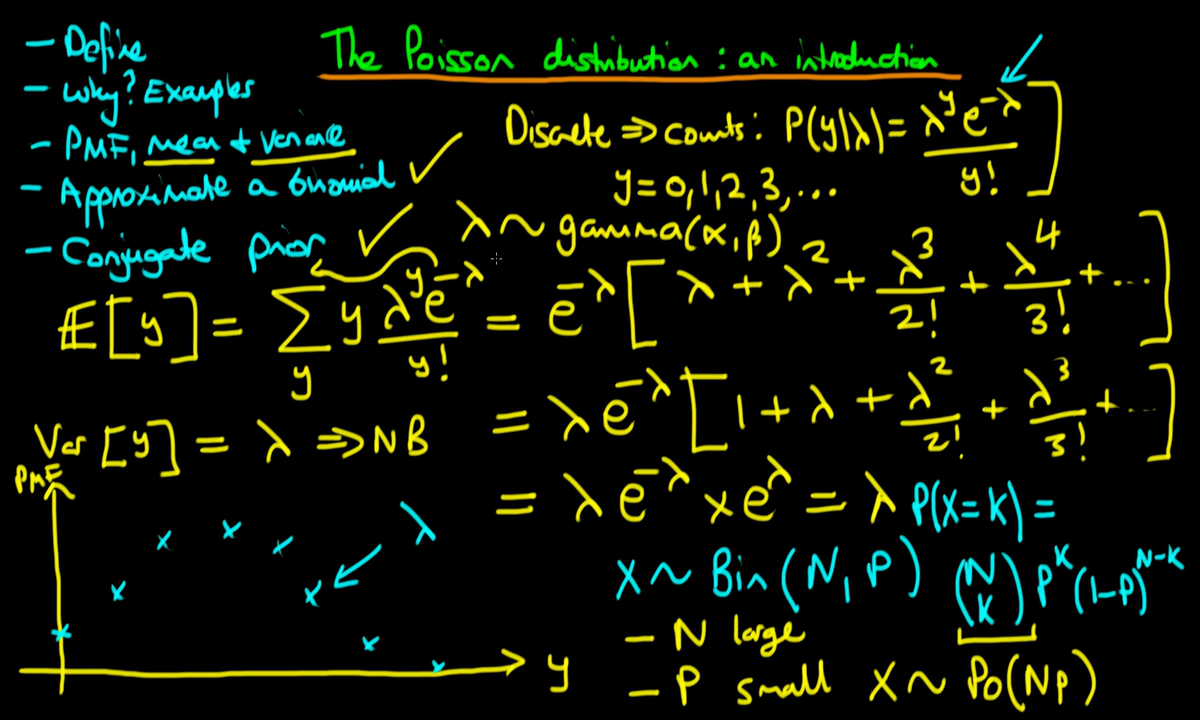 The Poisson distribution: an introduction
- Define
- Why? Examples
- PMF, mean + variance
- Approximate a binomial ✓
- Conjugate prior ✓
Discrete ⇒ counts: P(y|λ) = λ^y e^{-λ} / y! ]
y = 0, 1, 2, 3, ...
λ ~ gamma(α, β)
E[y] = Σ_y y λ^y e^{-λ} / y! = e^{-λ} [ λ + λ^2 + λ^3/2! + λ^4/3! + ... ]
= λ e^{-λ} [ 1 + λ + λ^2/2! + λ^3/3! + ... ]
= λ e^{-λ} × e^λ = λ
Var [y] = λ ⇒ NB
PMF
λ
y
P(X = K) =
X ~ Bin(N, P) (N K) P^K (1-P)^{N-K}
- N large
- P small X ~ Po(Np)